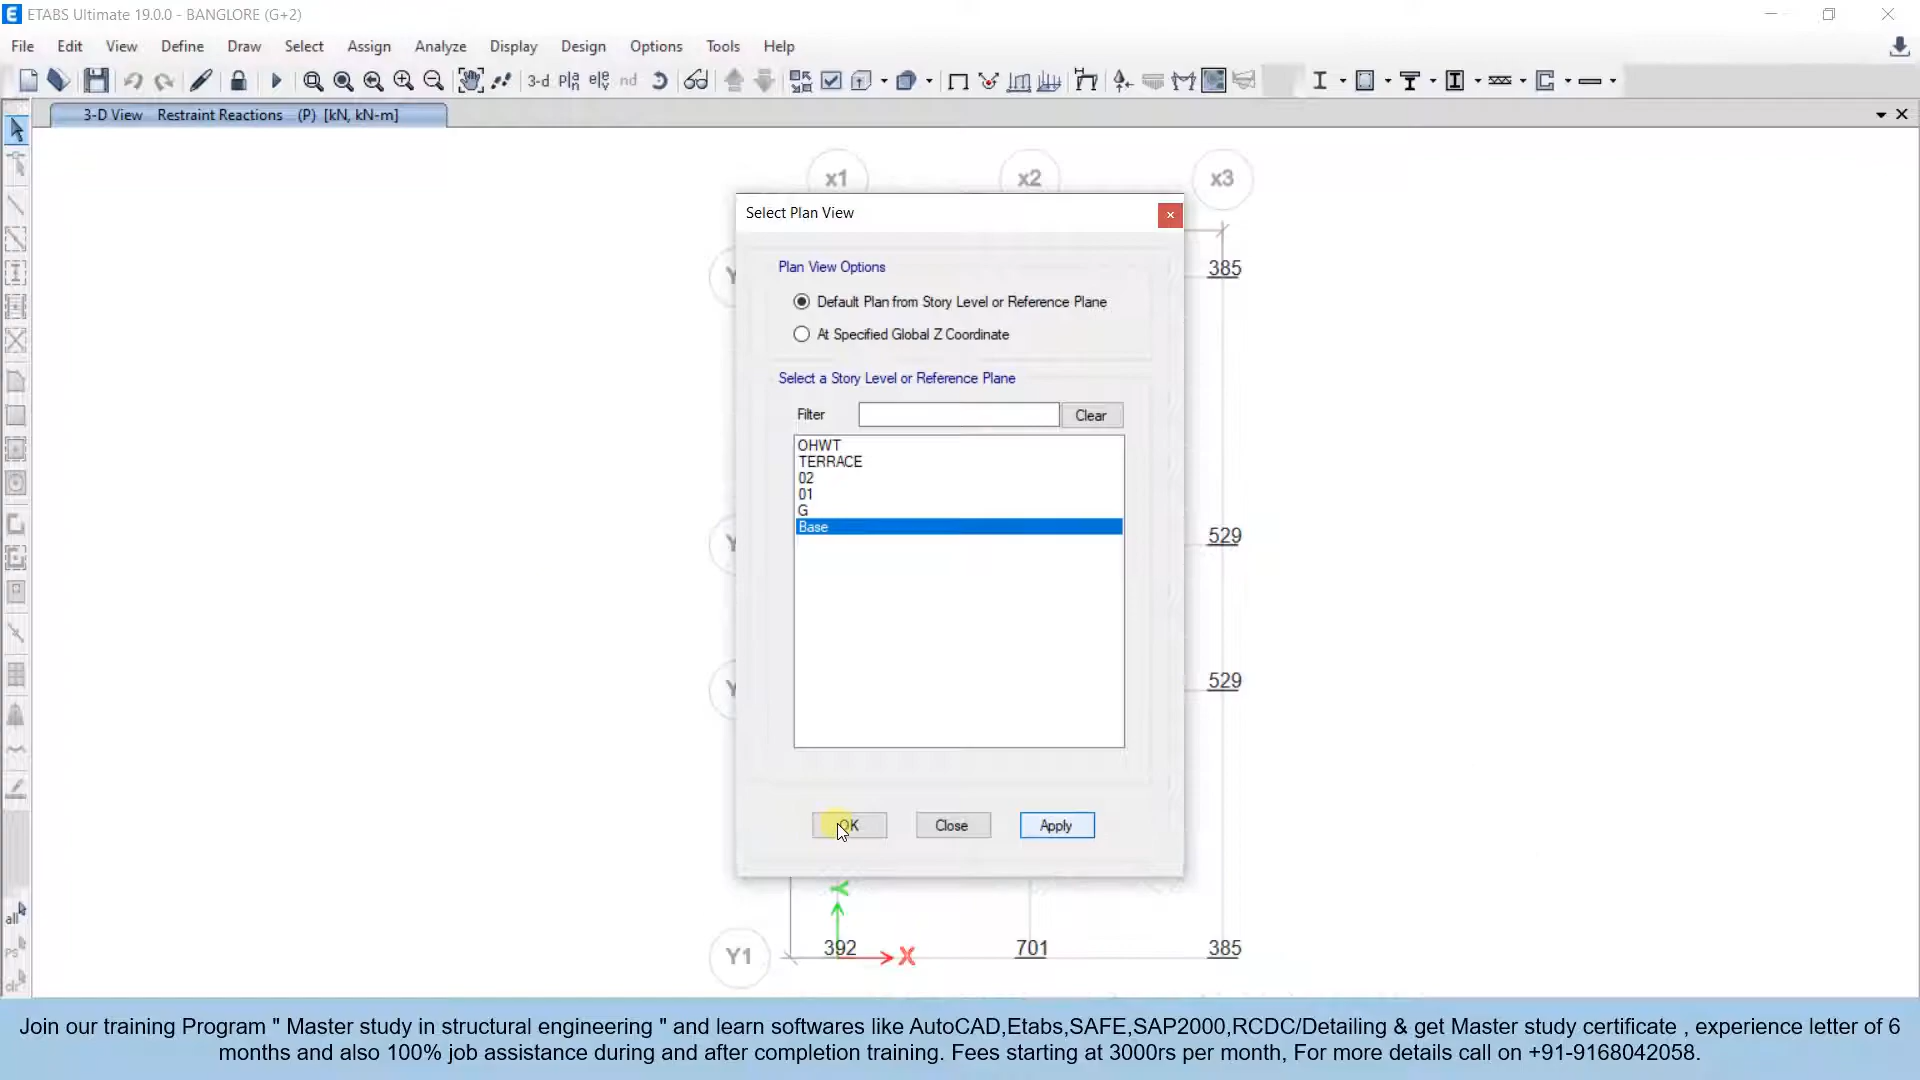 ETABS Ultimate 19.0.0 - BANGLORE (G+2)
File Edit View Define Draw Select Assign Analyze Display Design Options Tools Help
3-d nd
3-D View Restraint Reactions (P) [kN, kN-m]
x1 x2 x3
Select Plan View
Plan View Options
385
Default Plan from Story Level or Reference Plane
At Specified Global Z Coordinate
Select a Story Level or Reference Plane
Filter Clear
OHWT
TERRACE
02
01
G
Base
529
529
OK Close Apply
all
PS
clr
Y
Y1 392 X 701 385
Join our training Program " Master study in structural engineering " and learn softwares like AutoCAD,Etabs,SAFE,SAP2000,RCDC/Detailing & get Master study certificate , experience letter of 6
months and also 100% job assistance during and after completion training. Fees starting at 3000rs per month, For more details call on +91-9168042058.